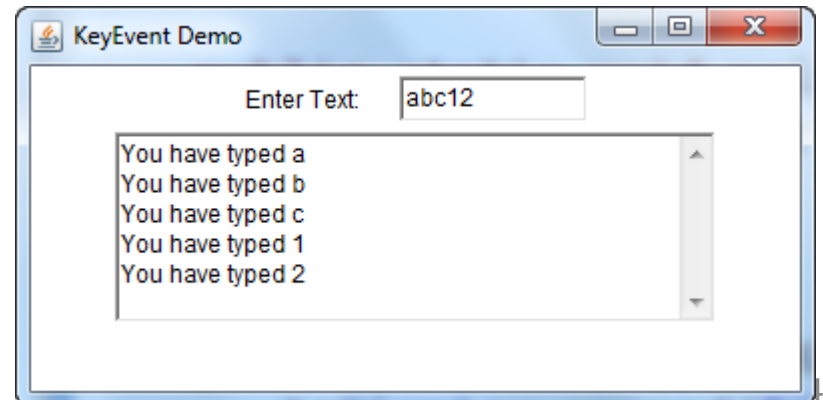 KeyEvent Demo
Enter Text: abc12
You have typed a
You have typed b
You have typed c
You have typed 1
You have typed 2